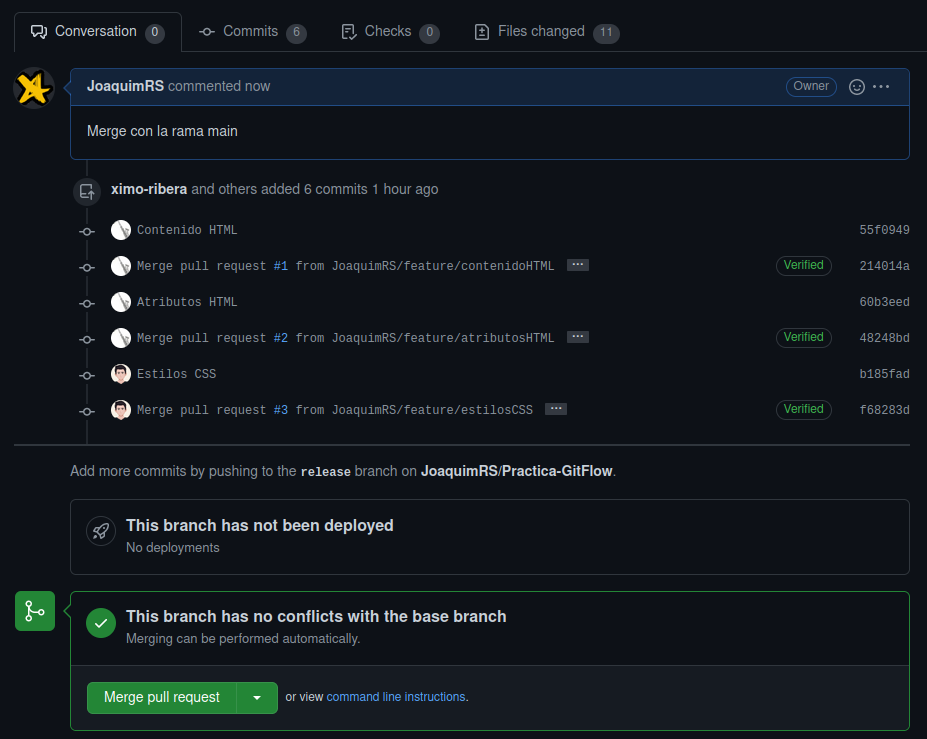 Conversation 0 Commits 6 Checks 0 Files changed 11
JoaquimRS commented now Owner
Merge con la rama main
ximo-ribera and others added 6 commits 1 hour ago
Contenido HTML 55f0949
Merge pull request #1 from JoaquimRS/feature/contenidoHTML ... Verified 214014a
Atributos HTML 60b3eed
Merge pull request #2 from JoaquimRS/feature/atributosHTML ... Verified 48248bd
Estilos CSS b185fad
Merge pull request #3 from JoaquimRS/feature/estilosCSS ... Verified f68283d
Add more commits by pushing to the release branch on JoaquimRS/Practica-GitFlow.
This branch has not been deployed
No deployments
This branch has no conflicts with the base branch
Merging can be performed automatically.
Merge pull request or view command line instructions.